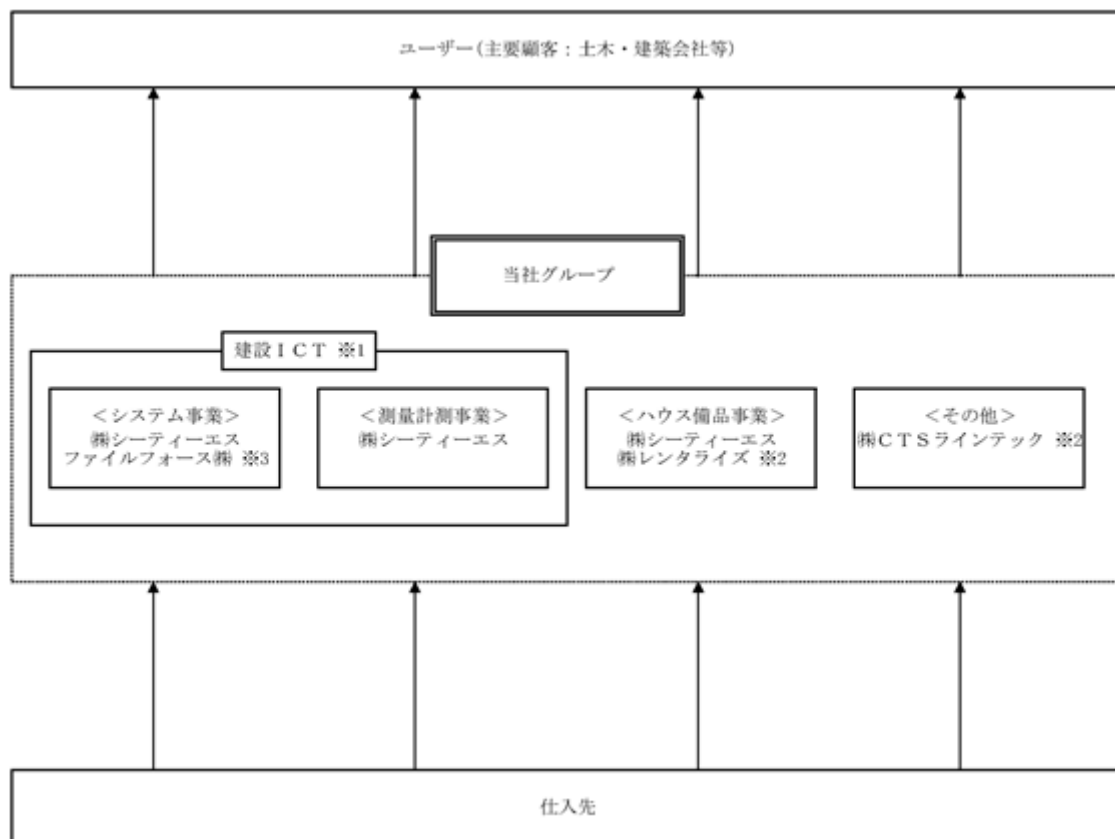 ユーザー(主要顧客：土木・建築会社等)
当社グループ
建設ＩＣＴ ※1
＜システム事業＞
㈱シーティーエス
ファイルフォース㈱ ※3
＜測量計測事業＞
㈱シーティーエス
＜ハウス備品事業＞
㈱シーティーエス
㈱レンタライズ ※2
＜その他＞
㈱ＣＴＳラインテック ※2
仕入先